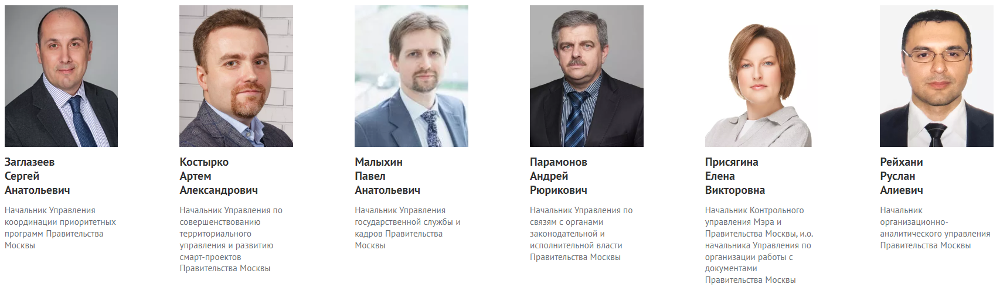 Заглазеев
Сергей
Анатольевич
Начальник Управления
координации приоритетных
программ Правительства
Москвы
Костырко
Артем
Александрович
Начальник Управления по
совершенствованию
территориального
управления и развитию
смарт-проектов
Правительства Москвы
Малыхин
Павел
Анатольевич
Начальник Управления
государственной службы и
кадров Правительства
Москвы
Парамонов
Андрей
Рюрикович
Начальник Управления по
связям с органами
законодательной и
исполнительной власти
Правительства Москвы
Присягина
Елена
Викторовна
Начальник Контрольного
управления Мэра и
Правительства Москвы, и.о.
начальника Управления по
организации работы с
документами
Правительства Москвы
Рейхани
Руслан
Алиевич
Начальник
организационно-
аналитического управления
Правительства Москвы